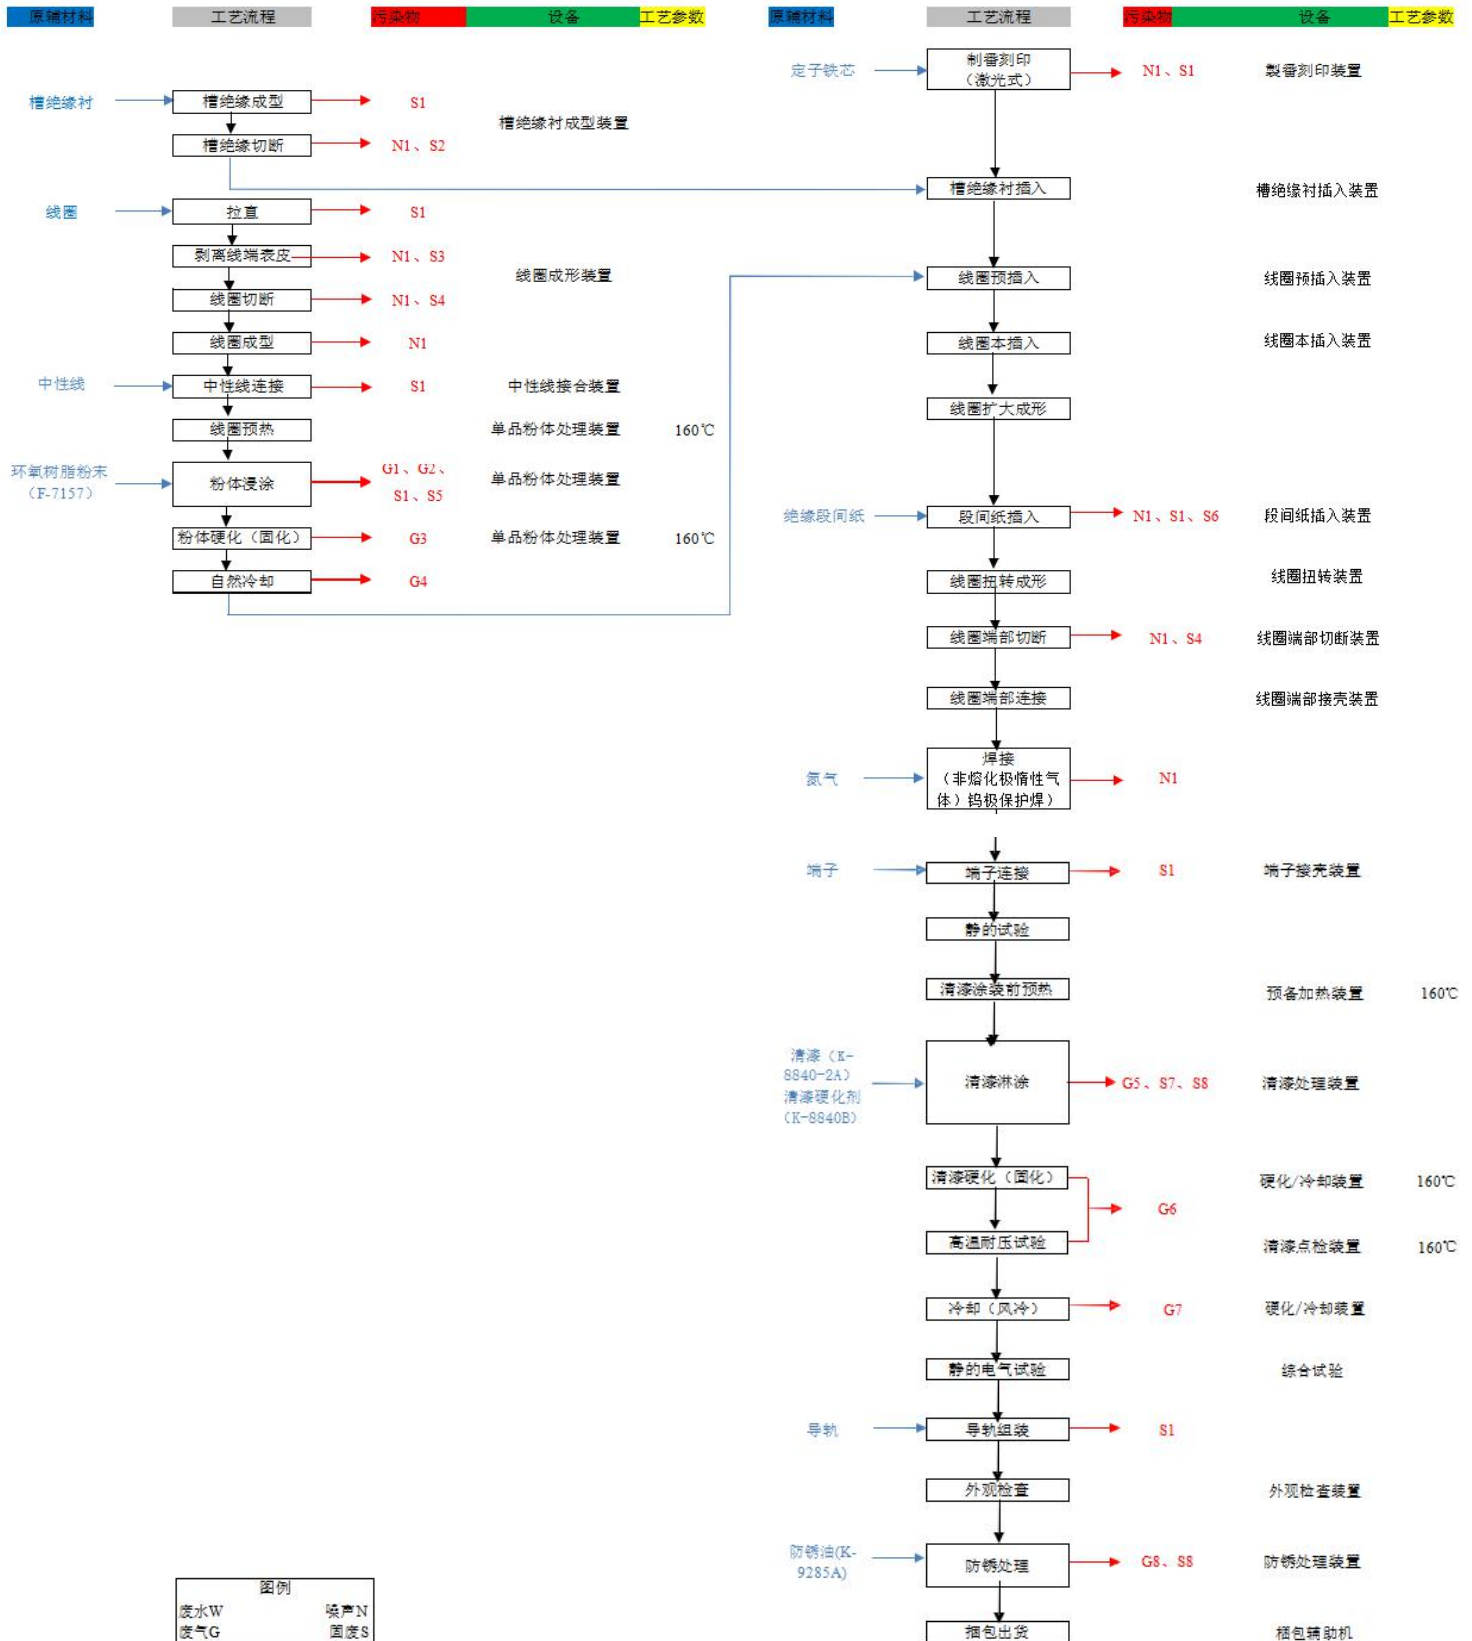 原辅材料 工艺流程 污染物 设备 工艺参数
槽绝缘衬 槽绝缘成型 S1
槽绝缘衬成型装置
槽绝缘切断 N1、S2
线圈 拉直 S1
剥离线端表皮 N1、S3
线圈成形装置
线圈切断 N1、S4
线圈成型 N1
中性线 中性线连接 S1 中性线接合装置
线圈预热 单品粉体处理装置 160℃
环氧树脂粉末
（F-7157）
粉体浸涂
G1、G2、
S1、S5
单品粉体处理装置
粉体硬化（固化） G3 单品粉体处理装置 160℃
自然冷却 G4
图例
废水W 噪声N
废气G 固废S
原辅材料 工艺流程 污染物 设备 工艺参数
定子铁芯
制番刻印
（激光式）
N1、S1 製番刻印装置
槽绝缘衬插入 槽绝缘衬插入装置
线圈预插入 线圈预插入装置
线圈本插入 线圈本插入装置
线圈扩大成形
绝缘段间纸 段间纸插入 N1、S1、S6 段间纸插入装置
线圈扭转成形 线圈扭转装置
线圈端部切断 N1、S4 线圈端部切断装置
线圈端部连接 线圈端部接壳装置
氮气
焊接
（非熔化极惰性气
体）钨极保护焊）
N1
端子 端子连接 S1 端子接壳装置
静的试验
清漆涂装前预热 预备加热装置 160℃
清漆（K-
8840-2A）
清漆硬化剂
（K-8840B）
清漆淋涂 G5、S7、S8 清漆处理装置
清漆硬化（固化） 硬化/冷却装置 160℃
G6
高温耐压试验 清漆点检装置 160℃
冷却（风冷） G7 硬化/冷却装置
静的电气试验 综合试验
导轨 导轨组装 S1
外观检查 外观检查装置
防锈油(K-
9285A)
防锈处理 G8、S8 防锈处理装置
捆包出货 梱包辅助机